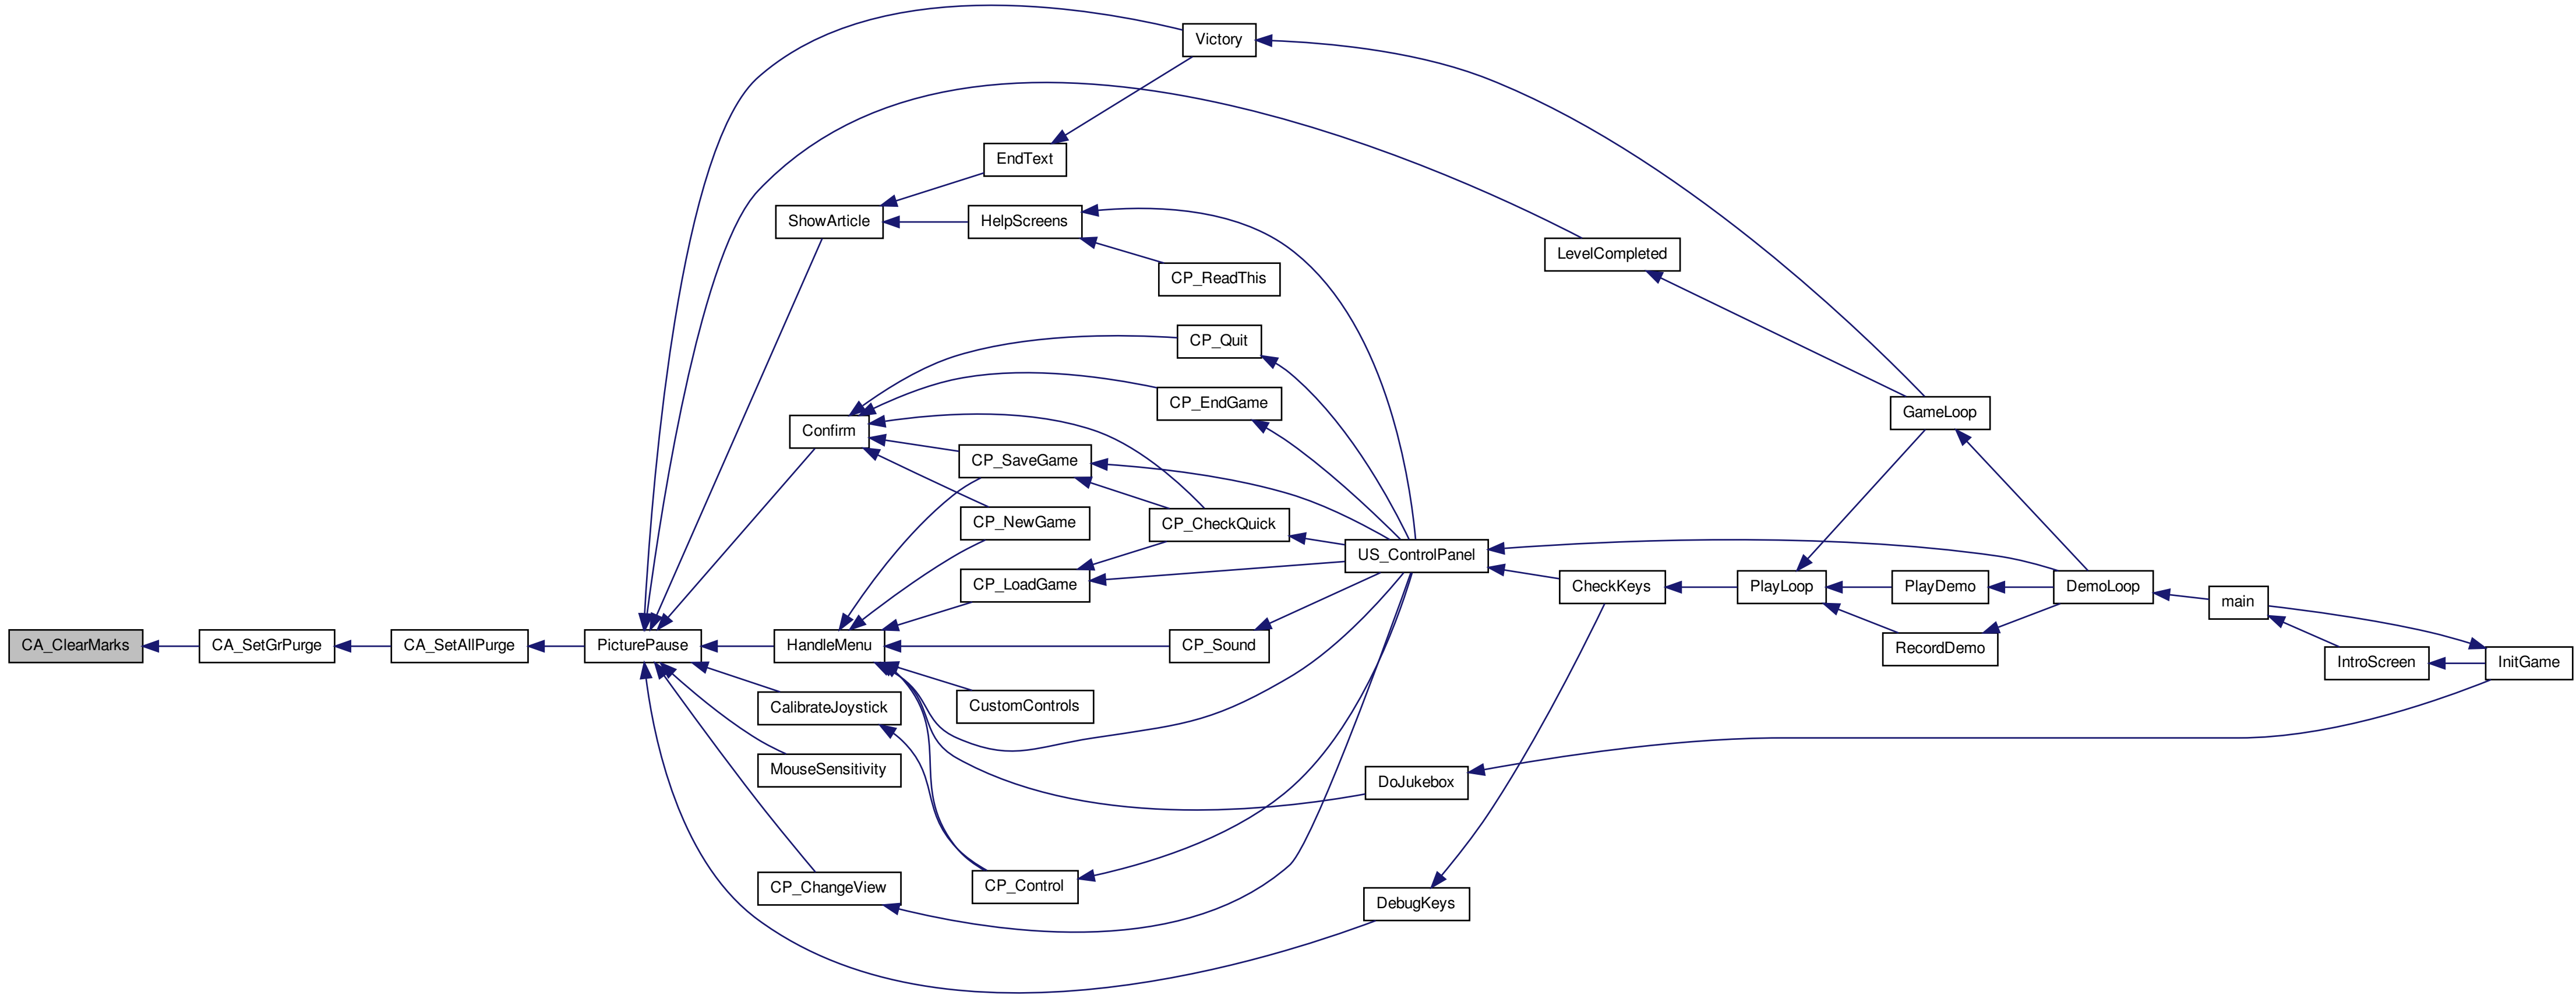 Victory
EndText
ShowArticle
HelpScreens
CP_ReadThis
LevelCompleted
CP_Quit
CP_EndGame
GameLoop
Confirm
CP_SaveGame
CP_NewGame
CP_CheckQuick
US_ControlPanel
CP_LoadGame
CheckKeys
PlayLoop
PlayDemo
DemoLoop
main
CA_ClearMarks
CA_SetGrPurge
CA_SetAllPurge
PicturePause
HandleMenu
CP_Sound
RecordDemo
IntroScreen
InitGame
CalibrateJoystick
CustomControls
MouseSensitivity
DoJukebox
CP_ChangeView
CP_Control
DebugKeys